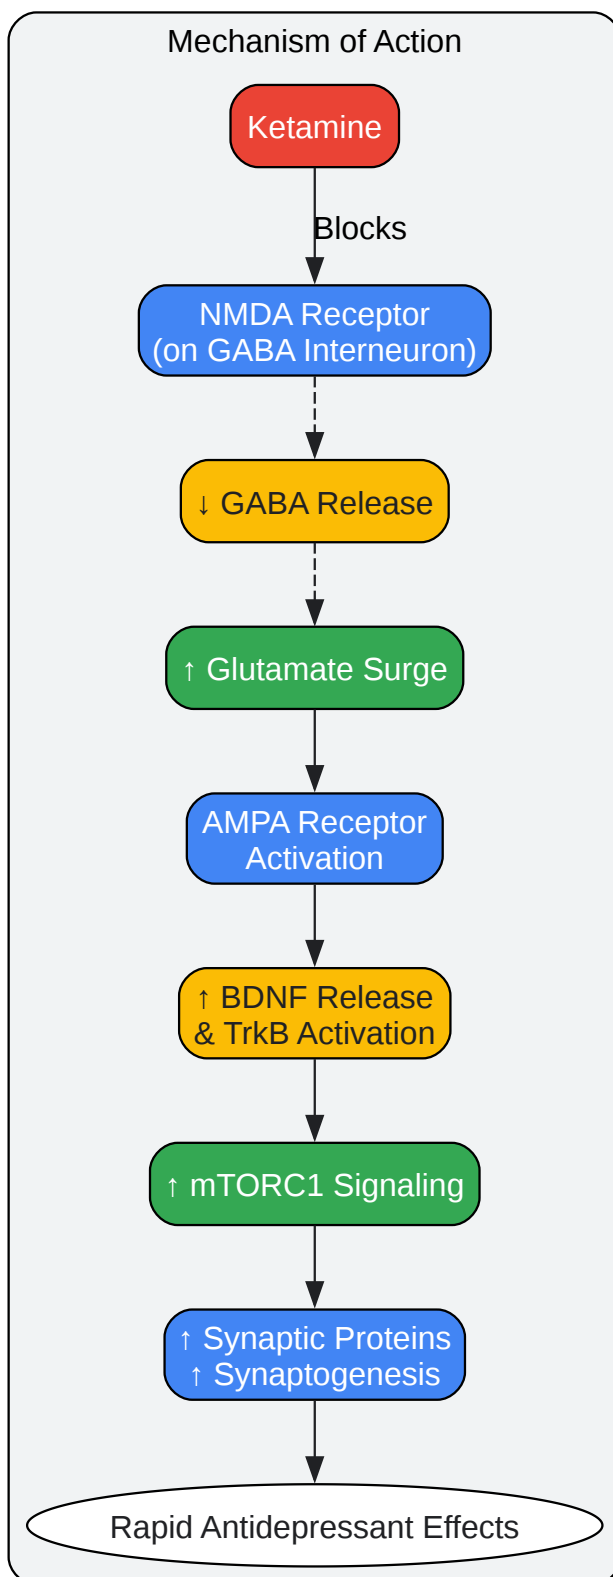 Mechanism of Action
Ketamine
Blocks
NMDA Receptor
(on GABA Interneuron)
↓ GABA Release
↑ Glutamate Surge
AMPA Receptor
Activation
↑ BDNF Release
& TrkB Activation
↑ mTORC1 Signaling
↑ Synaptic Proteins
↑ Synaptogenesis
Rapid Antidepressant Effects